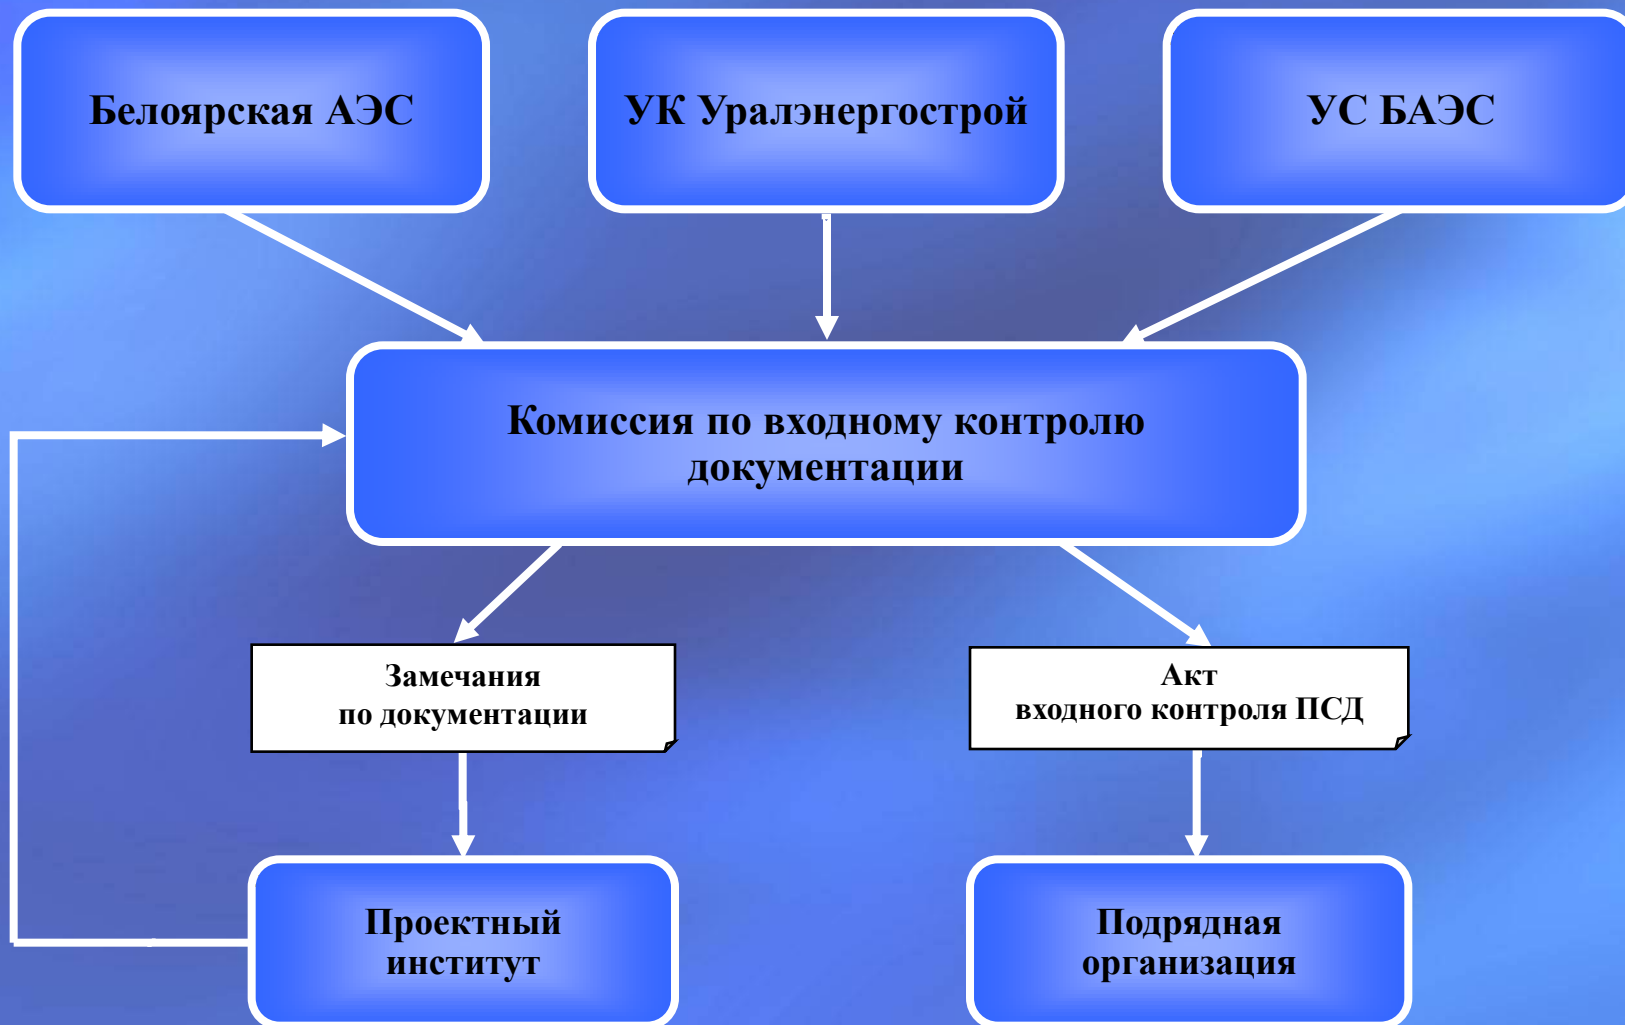 Белоярская АЭС
УК Уралэнергострой
УС БАЭС
Комиссия по входному контролю
документации
Замечания
по документации
Акт
входного контроля ПСД
Проектный
институт
Подрядная
организация